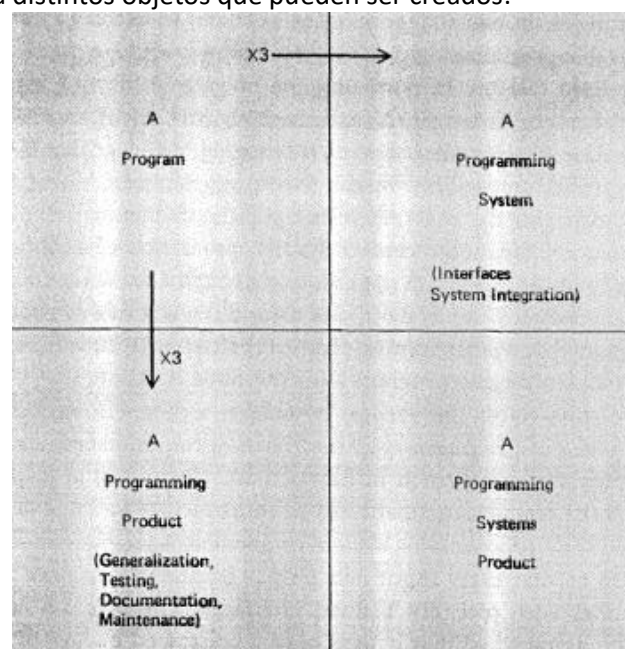 a distintos objetos que pueden ser creados:
X3
A
Program
A
Programming
System
(Interfaces
System Integration)
X3
A
Programming
Product
(Generalization,
Testing,
Documentation,
Maintenance)
A
Programming
Systems
Product